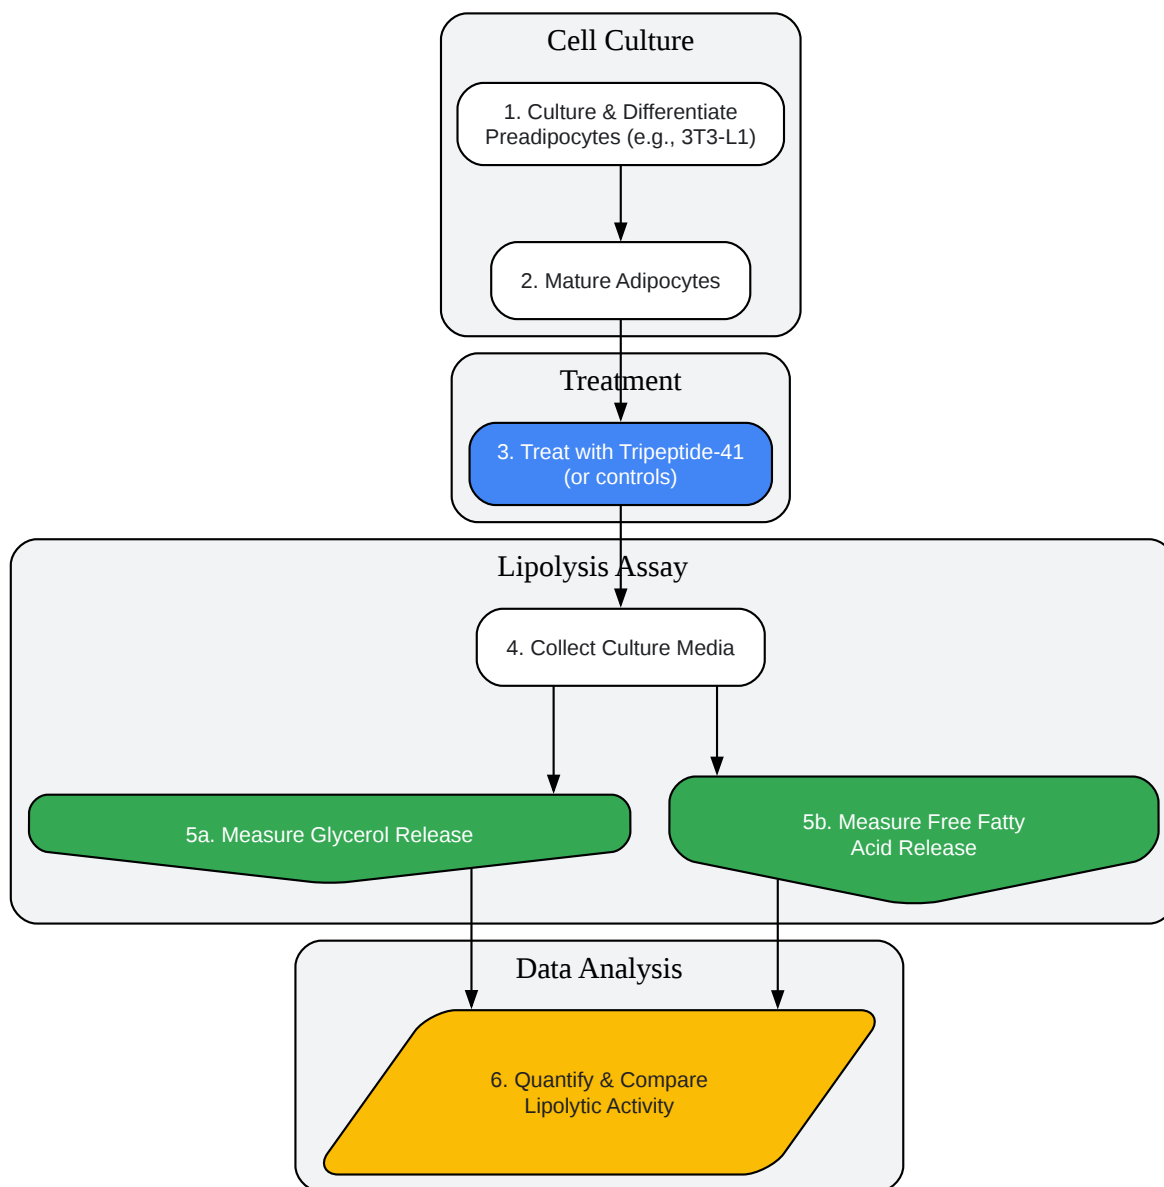 Cell Culture
1. Culture & Differentiate
Preadipocytes (e.g., 3T3-L1)
2. Mature Adipocytes
Treatment
3. Treat with Tripeptide-41
(or controls)
Lipolysis Assay
4. Collect Culture Media
5a. Measure Glycerol Release
5b. Measure Free Fatty
Acid Release
Data Analysis
6. Quantify & Compare
Lipolytic Activity